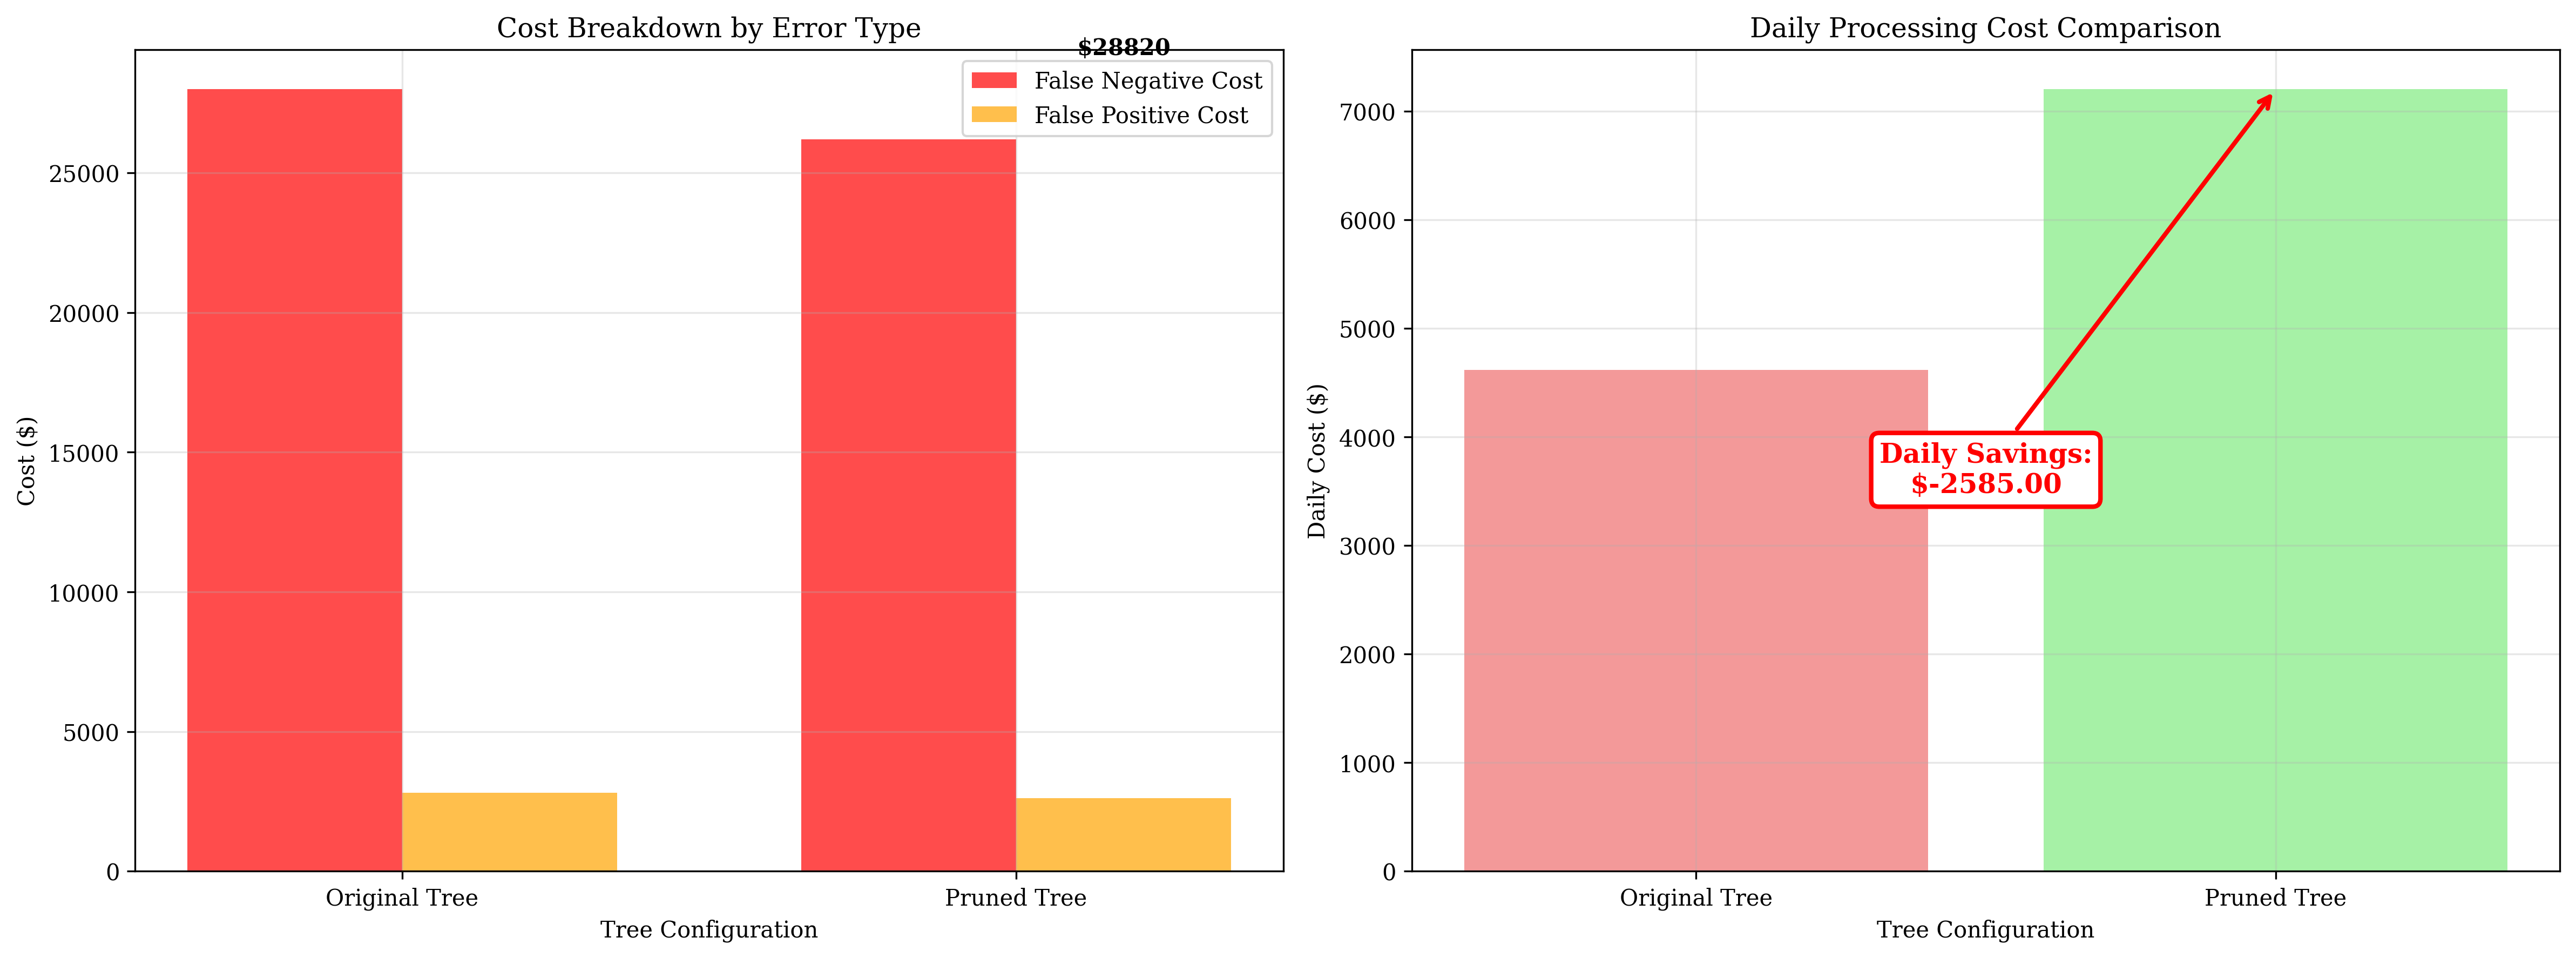 Cost Breakdown by Error Type
$28820
False Negative Cost
False Positive Cost
Cost ($)
25000
20000
15000
10000
5000
0
Original Tree
Pruned Tree
Tree Configuration
Daily Processing Cost Comparison
Daily Cost ($)
7000
6000
5000
4000
3000
2000
1000
0
Daily Savings:
$-2585.00
Original Tree
Pruned Tree
Tree Configuration